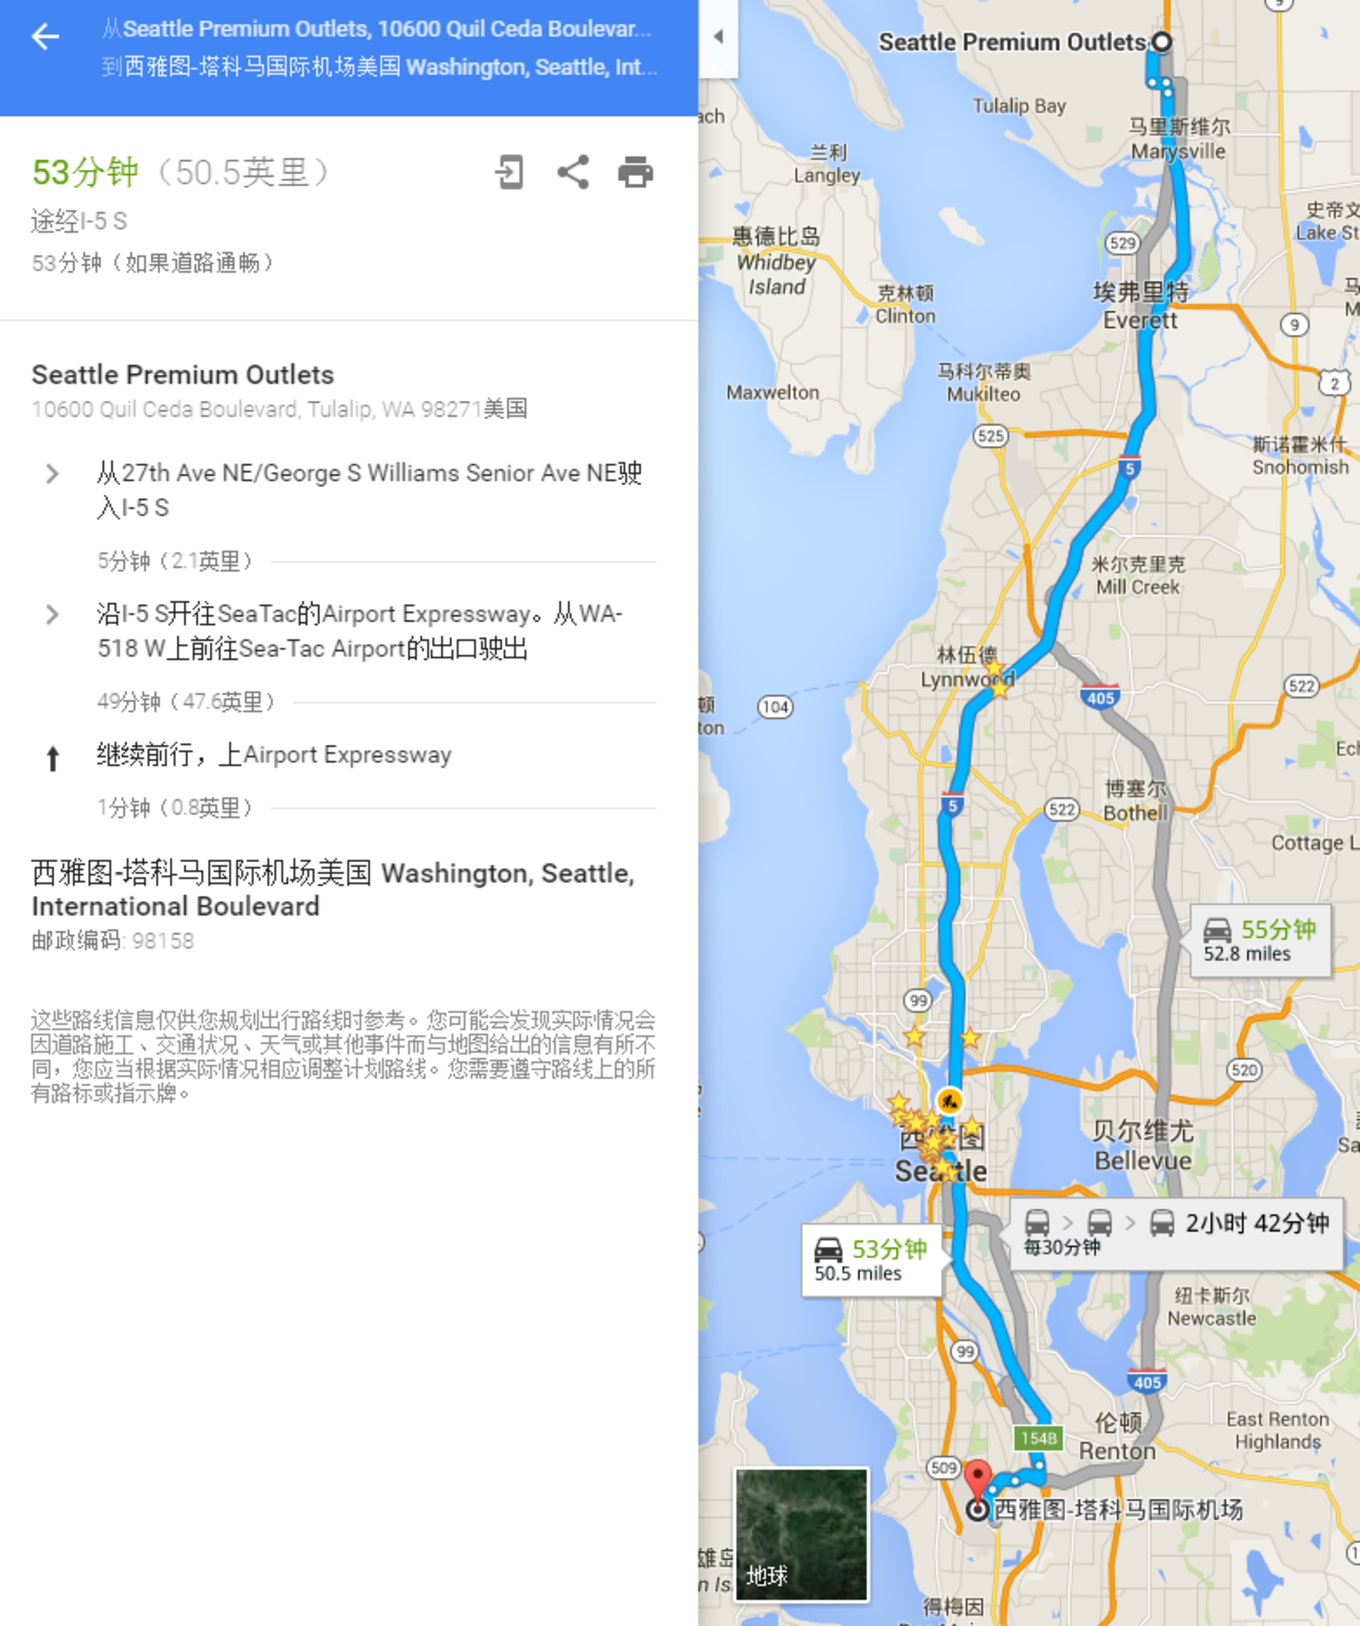 从Seattle Premium Outlets, 10600 Quil Ceda Boulevar...
到西雅图-塔科马国际机场美国 Washington, Seattle, Int...
53分钟（50.5英里）
途经I-5 S
53分钟（如果道路通畅）
Seattle Premium Outlets
10600 Quil Ceda Boulevard, Tulalip, WA 98271美国
从27th Ave NE/George S Williams Senior Ave NE驶
入I-5 S
5分钟（2.1英里）
沿I-5 S开往SeaTac的Airport Expressway。从WA-
518 W上前往Sea-Tac Airport的出口驶出
49分钟（47.6英里）
继续前行，上Airport Expressway
1分钟（0.8英里）
西雅图-塔科马国际机场美国 Washington, Seattle,
International Boulevard
邮政编码: 98158
这些路线信息仅供您规划出行路线时参考。您可能会发现实际情况会
因道路施工、交通状况、天气或其他事件而与地图给出的信息有所不
同，您应当根据实际情况相应调整计划路线。您需要遵守路线上的所
有路标或指示牌。
Seattle Premium Outlets
9
Tulalip Bay
ach
马里斯维尔
Marysville
兰利
Langley
史帝文
Lake St
惠德比岛
Whidbey
Island
529
克林顿
Clinton
埃弗里特
Everett
9
2
马科尔蒂奥
Mukilteo
Maxwelton
525
5
斯诺霍米什
Snohomish
米尔克里克
Mill Creek
林伍德
Lynnwood
522
405
104
顿
ton
Ech
博塞尔
Bothell
5
522
Cottage L
55分钟
52.8 miles
99
520
贝尔维尤
Bellevue
Sa
西雅图
Seattle
2小时 42分钟
每30分钟
53分钟
50.5 miles
纽卡斯尔
Newcastle
99
405
伦顿
Renton
East Renton
Highlands
154B
509
西雅图-塔科马国际机场
地球
雄岛
n Is
得梅因